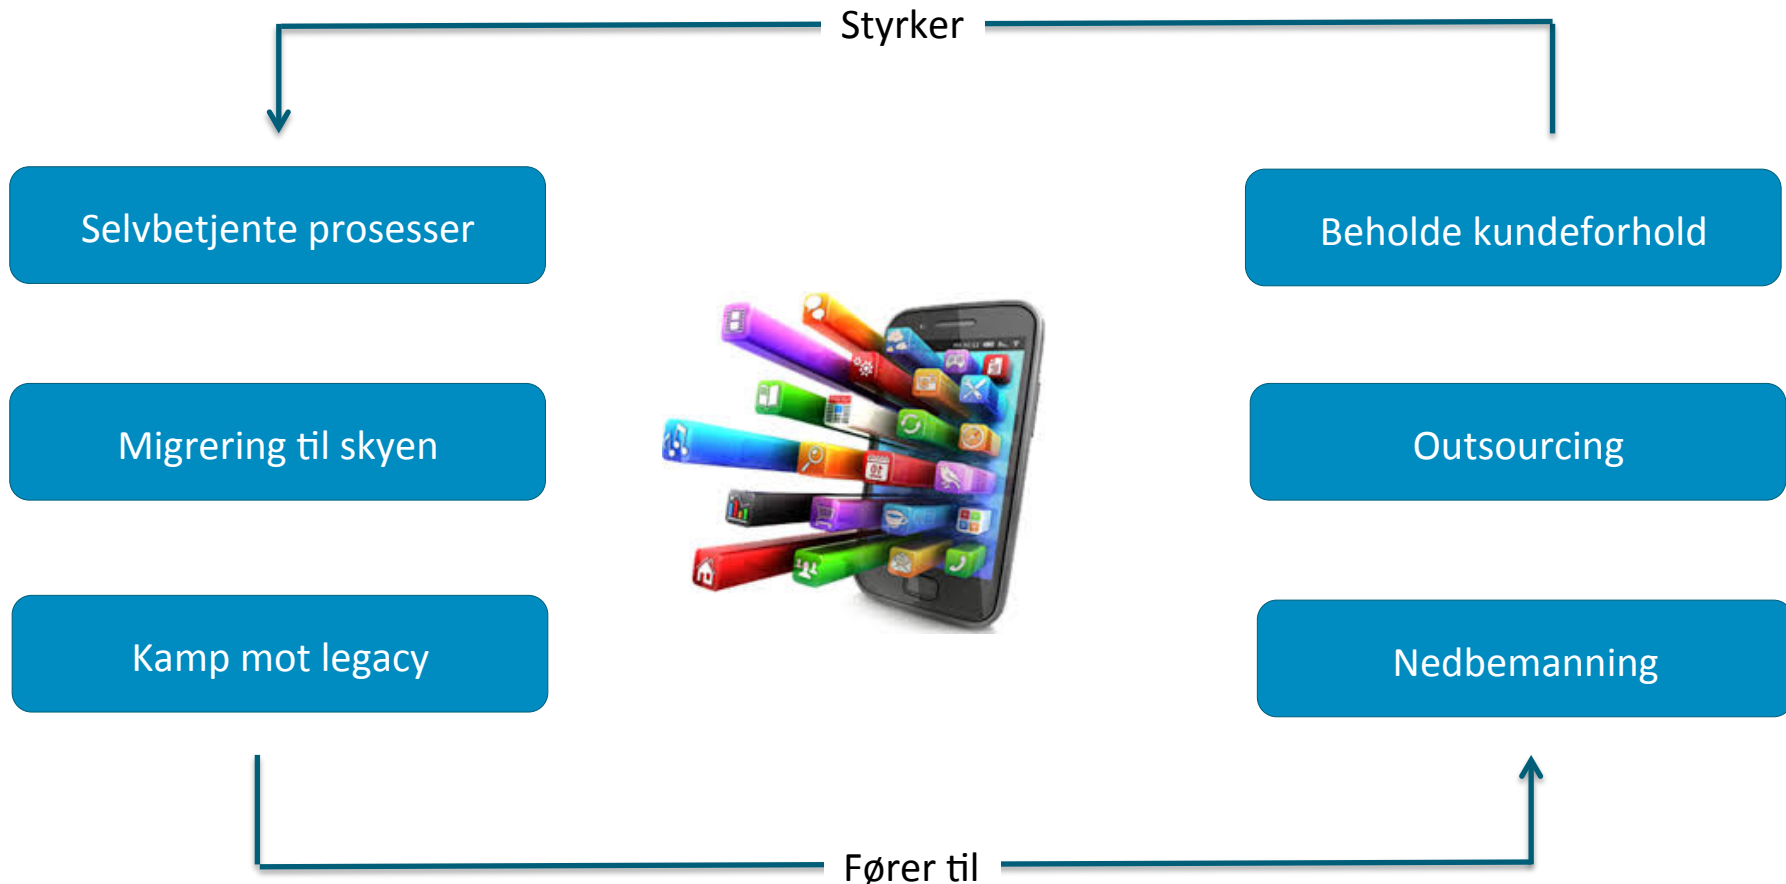 Styrker
Selvbetjente prosesser
Beholde kundeforhold
Migrering til skyen
Outsourcing
Kamp mot legacy
Nedbemanning
Fører til